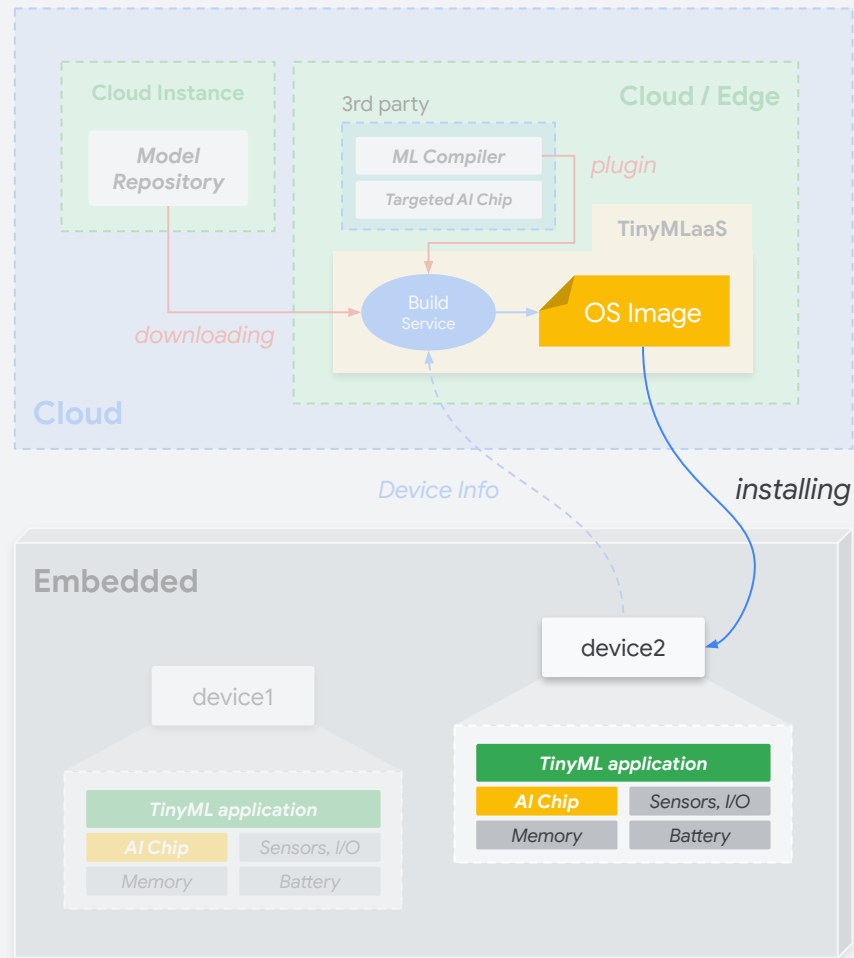 Cloud Instance
Model
Repository
3rd party
Cloud / Edge
ML Compiler
Targeted AI Chip
plugin
TinyMLaaS
Build
Service
OS Image
downloading
Cloud
Device Info
installing
Embedded
device2
device1
TinyML application
AI Chip
Sensors, I/O
Memory
Battery
TinyML application
AI Chip
Sensors, I/O
Memory
Battery